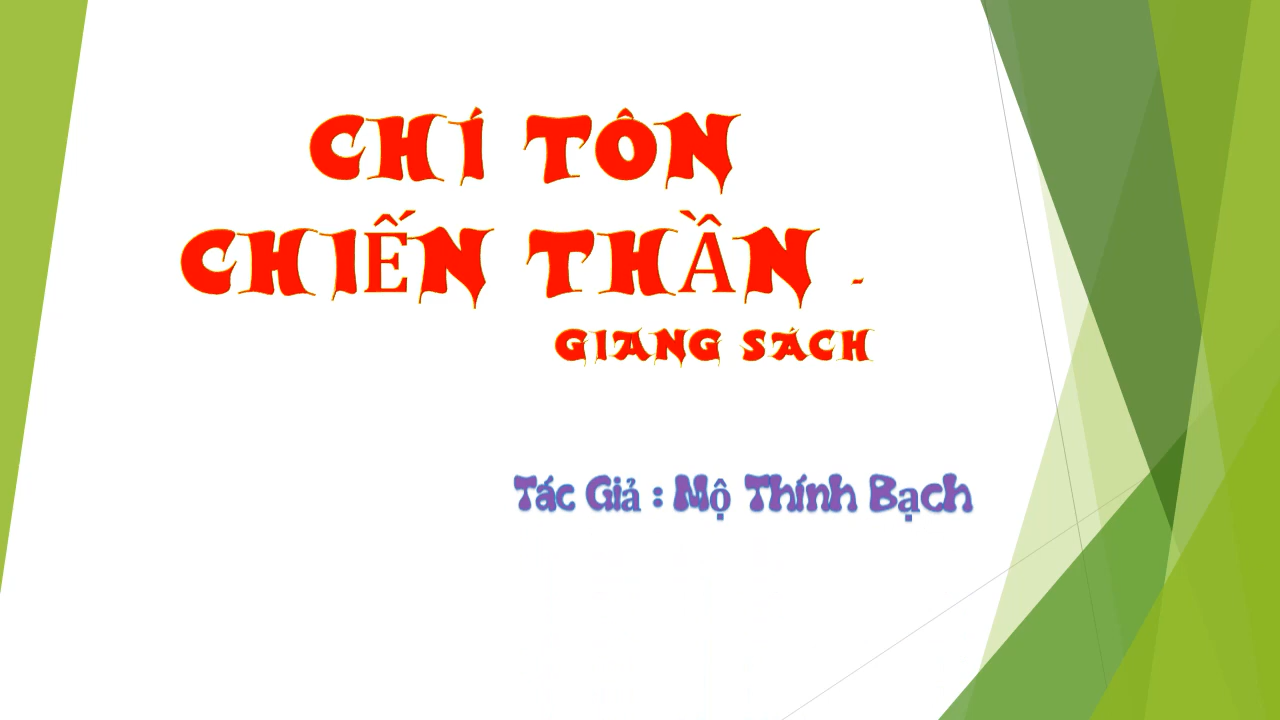 CHÍ TÔN
CHIẾN THẦN -
GIANG SÁCH
Tác Giả : Mộ Thính Bạch